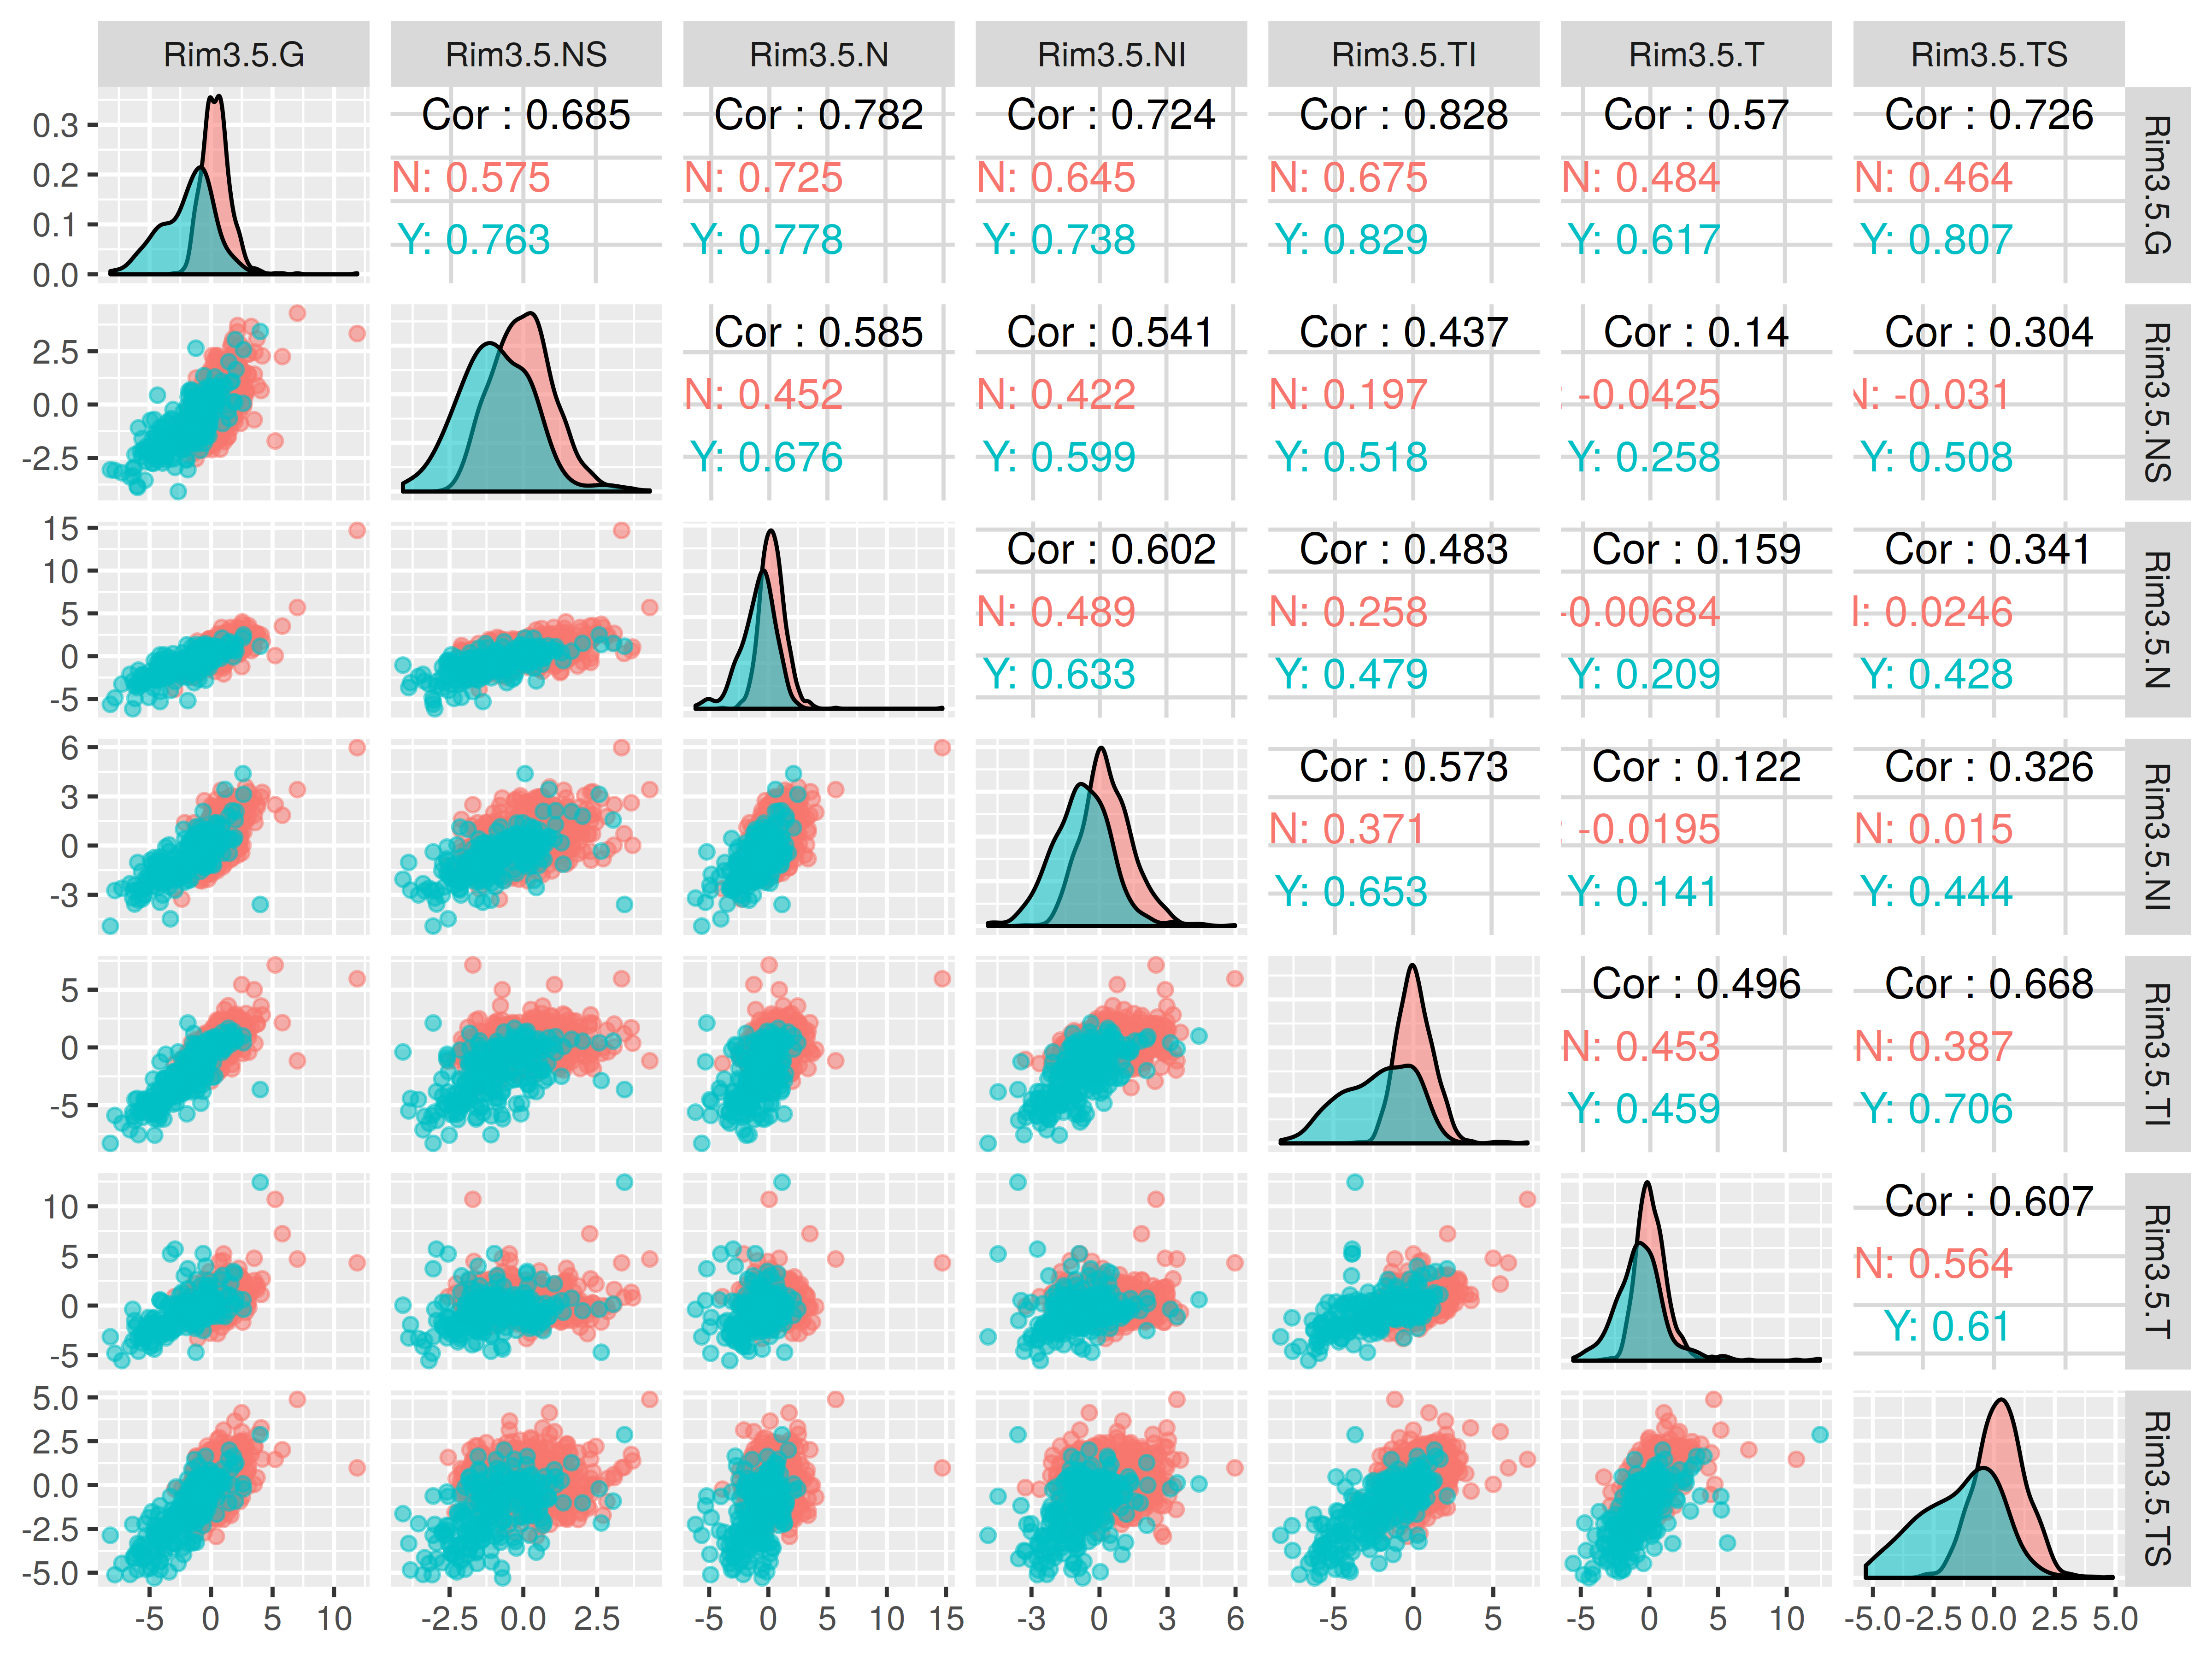 Rim3.5.G Rim3.5.NS Rim3.5.N Rim3.5.NI Rim3.5.TI Rim3.5.T Rim3.5.TS
0.3 0.2 0.1 0.0
Cor : 0.685 Cor : 0.782 Cor : 0.724 Cor : 0.828 Cor : 0.57 Cor : 0.726
N: 0.575 N: 0.725 N: 0.645 N: 0.675 N: 0.484 N: 0.464
Y: 0.763 Y: 0.778 Y: 0.738 Y: 0.829 Y: 0.617 Y: 0.807
Rim3.5.G
2.5 0.0 -2.5
Cor : 0.585 Cor : 0.541 Cor : 0.437 Cor : 0.14 Cor : 0.304
N: 0.452 N: 0.422 N: 0.197 : -0.0425 N: -0.031
Y: 0.676 Y: 0.599 Y: 0.518 Y: 0.258 Y: 0.508
Rim3.5.NS
15 10 5 0 -5
Cor : 0.602 Cor : 0.483 Cor : 0.159 Cor : 0.341
N: 0.489 N: 0.258 -0.00684 : 0.0246
Y: 0.633 Y: 0.479 Y: 0.209 Y: 0.428
Rim3.5.N
6 3 0 -3
Cor : 0.573 Cor : 0.122 Cor : 0.326
N: 0.371 : -0.0195 N: 0.015
Y: 0.653 Y: 0.141 Y: 0.444
Rim3.5.NI
5 0 -5
Cor : 0.496 Cor : 0.668
N: 0.453 N: 0.387
Y: 0.459 Y: 0.706
Rim3.5.TI
10 5 0 -5
Cor : 0.607
N: 0.564
Y: 0.61
Rim3.5.T
5.0 2.5 0.0 -2.5 -5.0
Rim3.5.TS
-5 0 5 10 -2.5 0.0 2.5 -5 0 5 10 15 -3 0 3 6 -5 0 5 -5 0 5 10 -5.0 -2.5 0.0 2.5 5.0